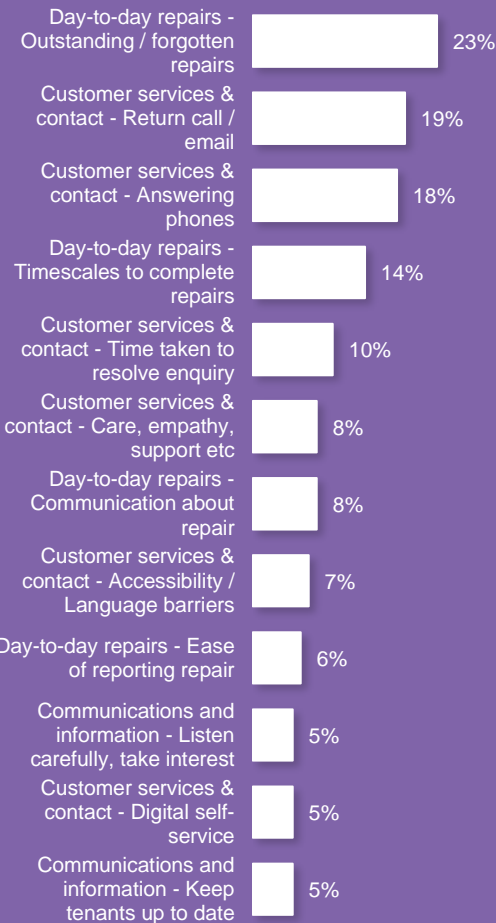 Day-to-day repairs -
Outstanding / forgotten
repairs
23%
Customer services &
contact - Return call /
email
19%
Customer services &
contact - Answering
phones
18%
Day-to-day repairs -
Timescales to complete
repairs
14%
Customer services &
contact - Time taken to
resolve enquiry
10%
Customer services &
contact - Care, empathy,
support etc
8%
Day-to-day repairs -
Communication about
repair
8%
Customer services &
contact - Accessibility /
Language barriers
7%
Day-to-day repairs - Ease
of reporting repair
6%
Communications and
information - Listen
carefully, take interest
5%
Customer services &
contact - Digital self-
service
5%
Communications and
information - Keep
tenants up to date
5%